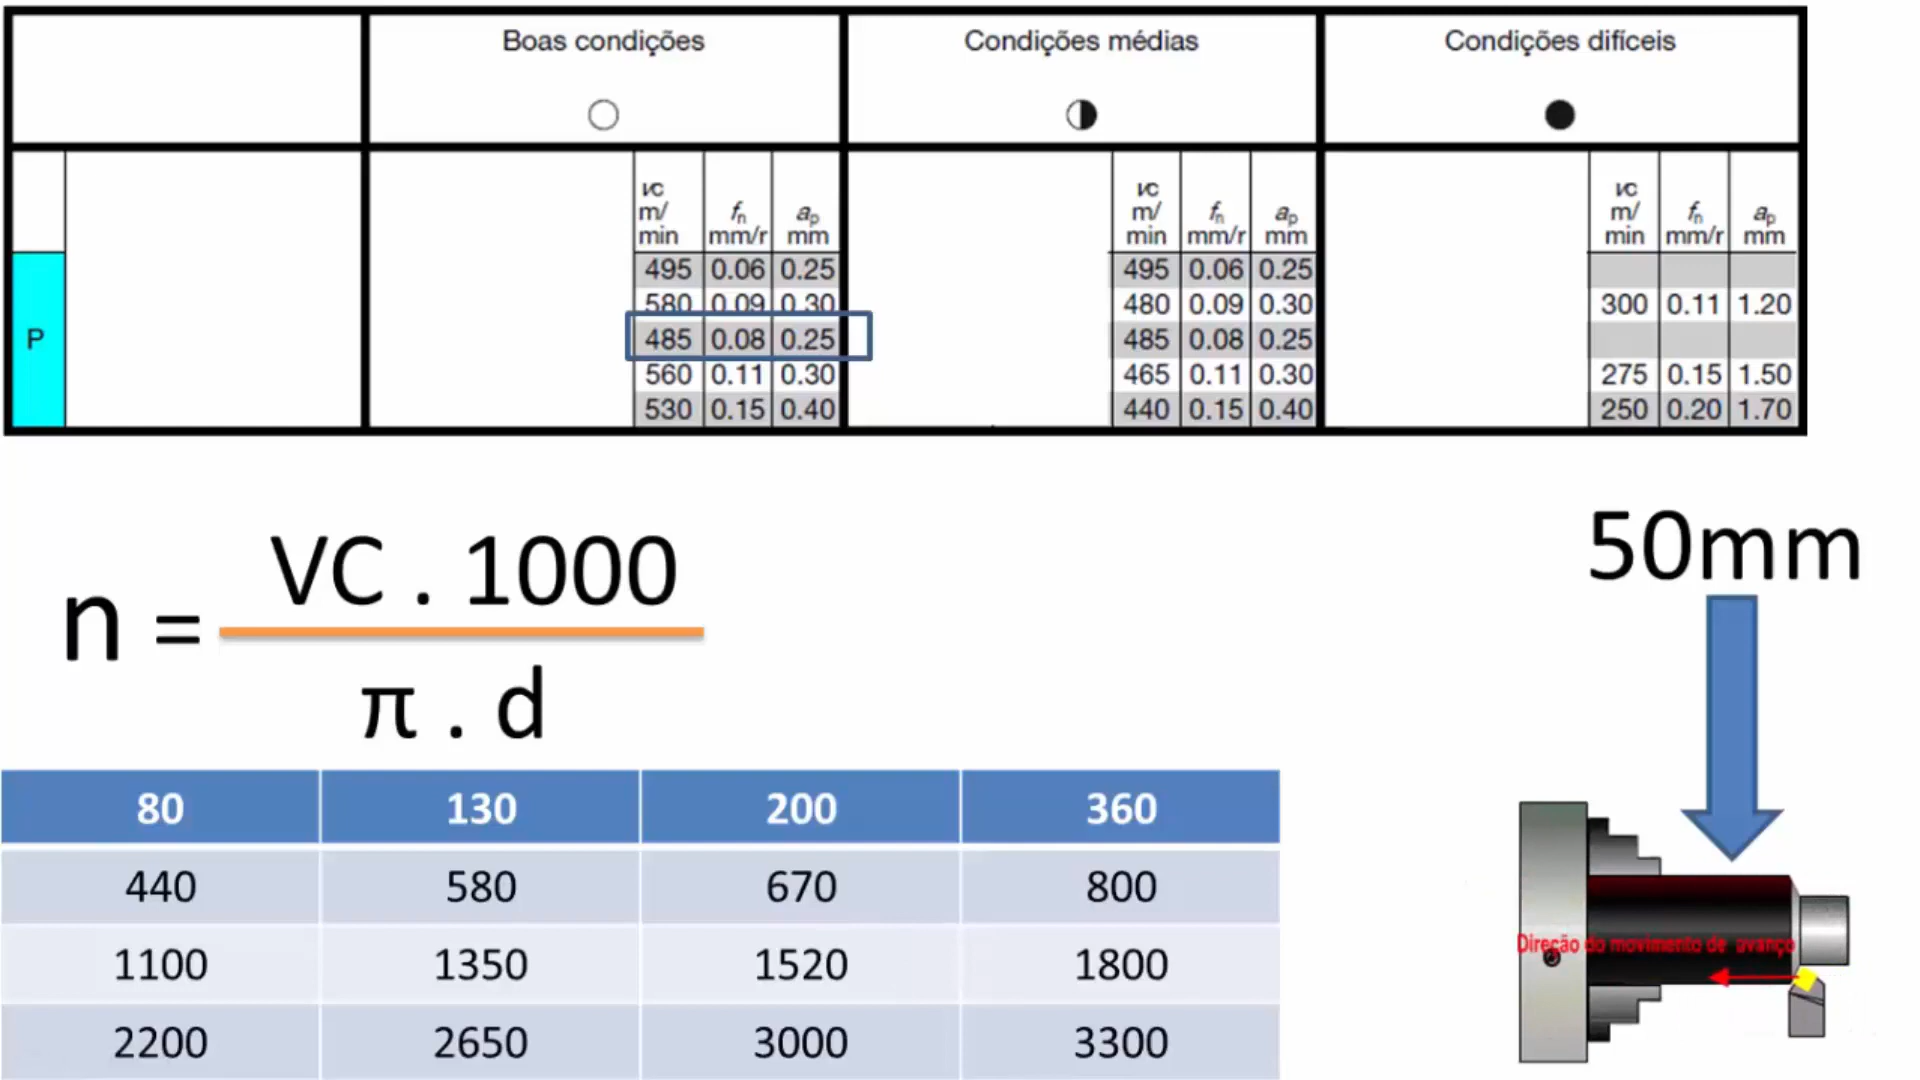 Boas condições Condições médias Condições difíceis
vc m/ min fn mm/r ap mm vc m/ min fn mm/r ap mm vc m/ min fn mm/r ap mm
495 0.06 0.25 495 0.06 0.25
580 0.09 0.30 480 0.09 0.30 300 0.11 1.20
P 485 0.08 0.25 485 0.08 0.25
560 0.11 0.30 465 0.11 0.30 275 0.15 1.50
530 0.15 0.40 440 0.15 0.40 250 0.20 1.70
50mm
VC . 1000
n =
π . d
80 130 200 360
440 580 670 800
1100 1350 1520 1800
2200 2650 3000 3300
Direção do movimento de avanço